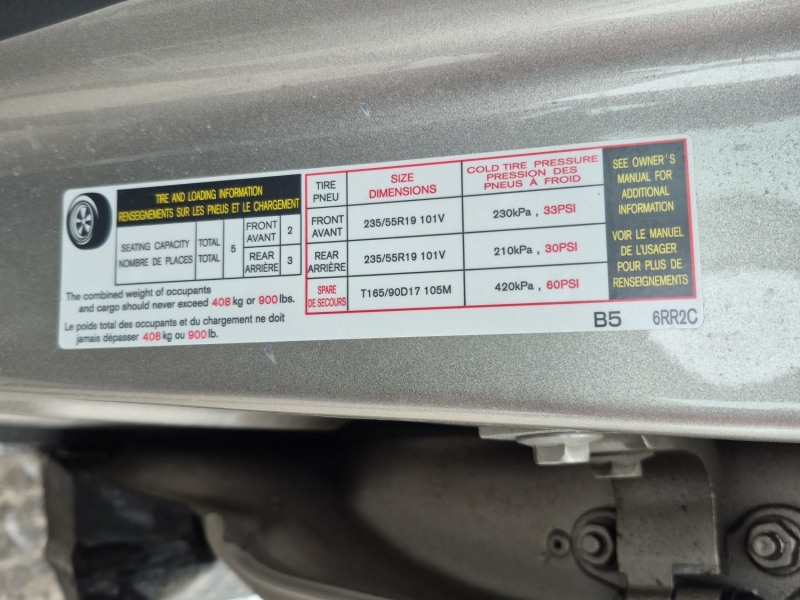 TIRE AND LOADING INFORMATION
RENSEIGNEMENTS SUR LES PNEUS ET LE CHARGEMENT
SEATING CAPACITY TOTAL 5 FRONT 2
NOMBRE DE PLACES TOTAL AVANT
REAR 3
ARRIÈRE
The combined weight of occupants
and cargo should never exceed 408 kg or 900 lbs.
Le poids total des occupants et du chargement ne doit
jamais dépasser 408 kg ou 900 lb.
TIRE
PNEU
SIZE
DIMENSIONS
COLD TIRE PRESSURE
PRESSION DES
PNEUS À FROID
FRONT
AVANT
235/55R19 101V
230kPa , 33PSI
REAR
ARRIÈRE
235/55R19 101V
210kPa , 30PSI
SPARE
DE SECOURS
T165/90D17 105M
420kPa , 60PSI
SEE OWNER'S
MANUAL FOR
ADDITIONAL
INFORMATION
VOIR LE MANUEL
DE L'USAGER
POUR PLUS DE
RENSEIGNEMENTS
B5 6RR2C